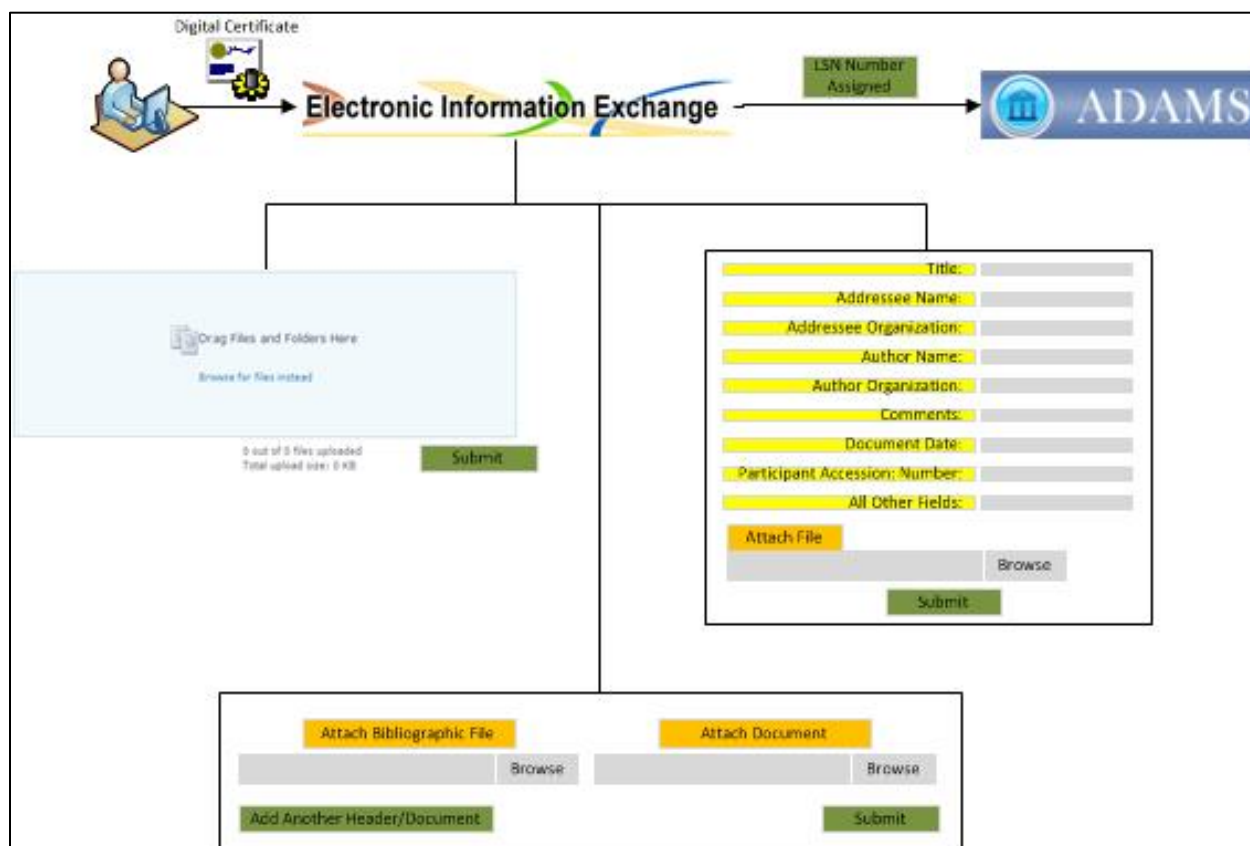 Digital Certificate
Electronic Information Exchange
LSN Number
Assigned
ADAMS
Drag Files and Folders Here
Browse for files instead
0 out of 0 files uploaded
Total upload size: 0 KB
Submit
Title:
Addressee Name:
Addressee Organization:
Author Name:
Author Organization:
Comments:
Document Date:
Participant Accession: Number:
All Other Fields:
Attach File
Browse
Submit
Attach Bibliographic File
Attach Document
Browse
Browse
Add Another Header/Document
Submit